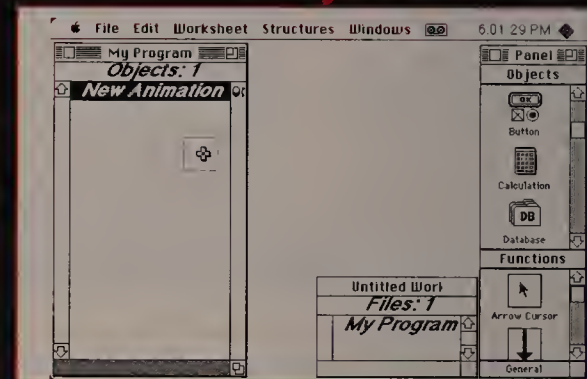 File Edit Worksheet Structures Windows 6:01:29 PM
My Program
Objects: 1
New Animation
Panel
Objects
OK
Button
Calculation
DB
Database
Functions
Arrow Cursor
General
Untitled Work
Files: 1
My Program